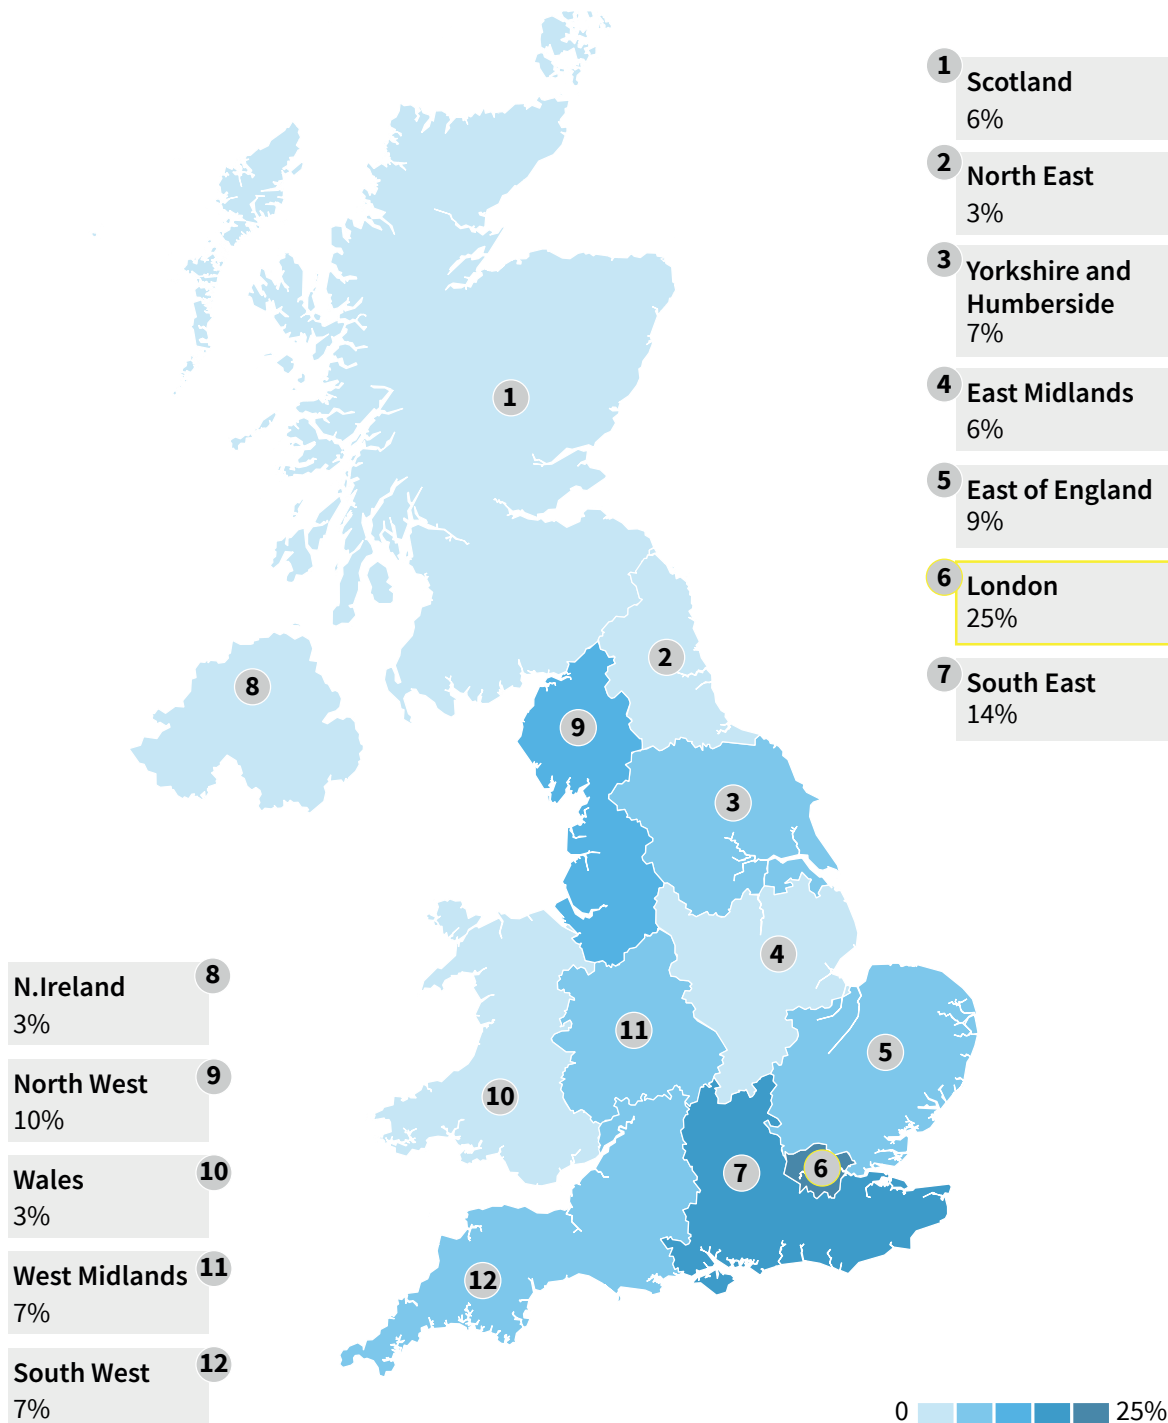 1
Scotland
6%
2
North East
3%
3
Yorkshire and
Humberside
7%
4
East Midlands
6%
5
East of England
9%
6
London
25%
7
South East
14%
1
2
8
9
3
4
11
5
10
7
6
12
8
N.Ireland
3%
9
North West
10%
10
Wales
3%
11
West Midlands
7%
12
South West
7%
0 25%